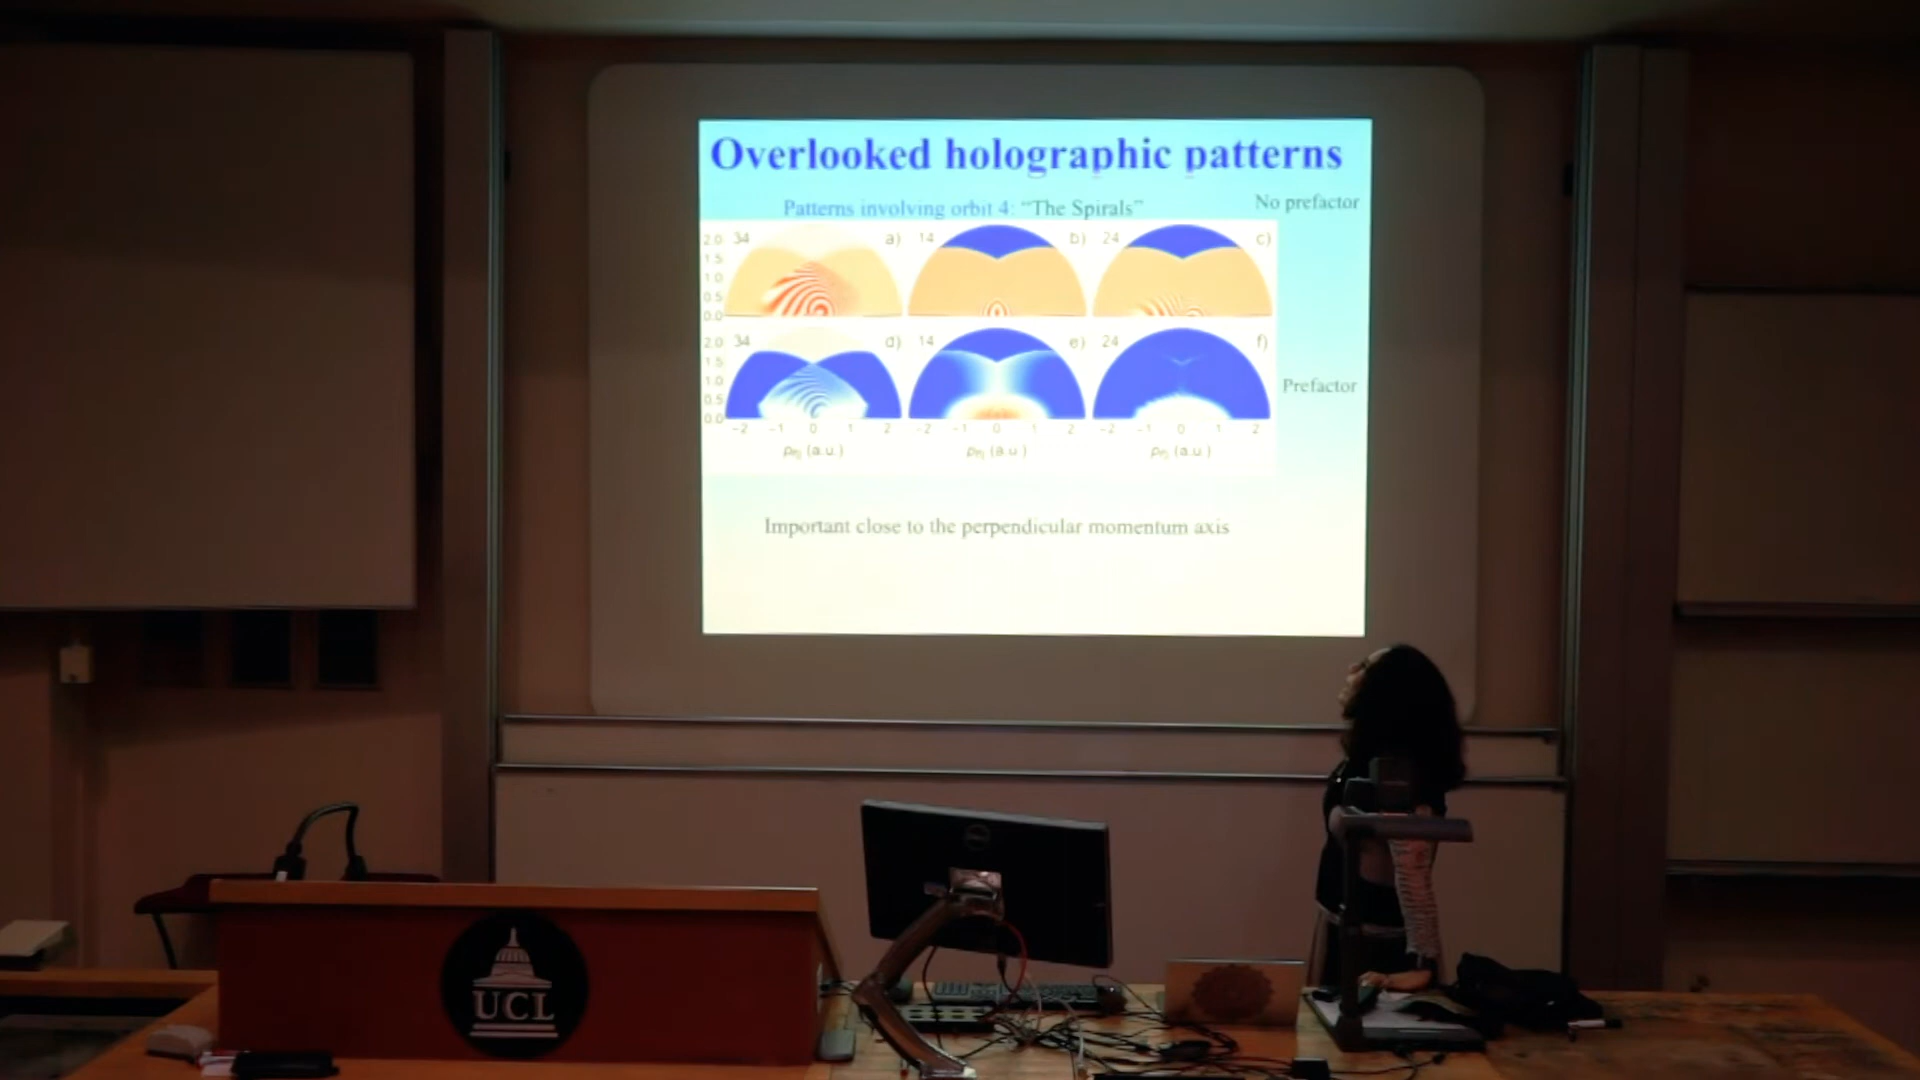 Overlooked holographic patterns
Patterns involving orbit 4: "The Spirals"
No prefactor
2.0 34 a) 14 b) 24 c)
1.5
1.0
0.5
0.0
2.0 34 d) 14 e) 24 f)
1.5
1.0
0.5
0.0
Prefactor
-2 -1 0 1 2 -2 -1 0 1 2 -2 -1 0 1 2
(a.u.) (a.u.) (a.u.)
Important close to the perpendicular momentum axis
DELL
UCL